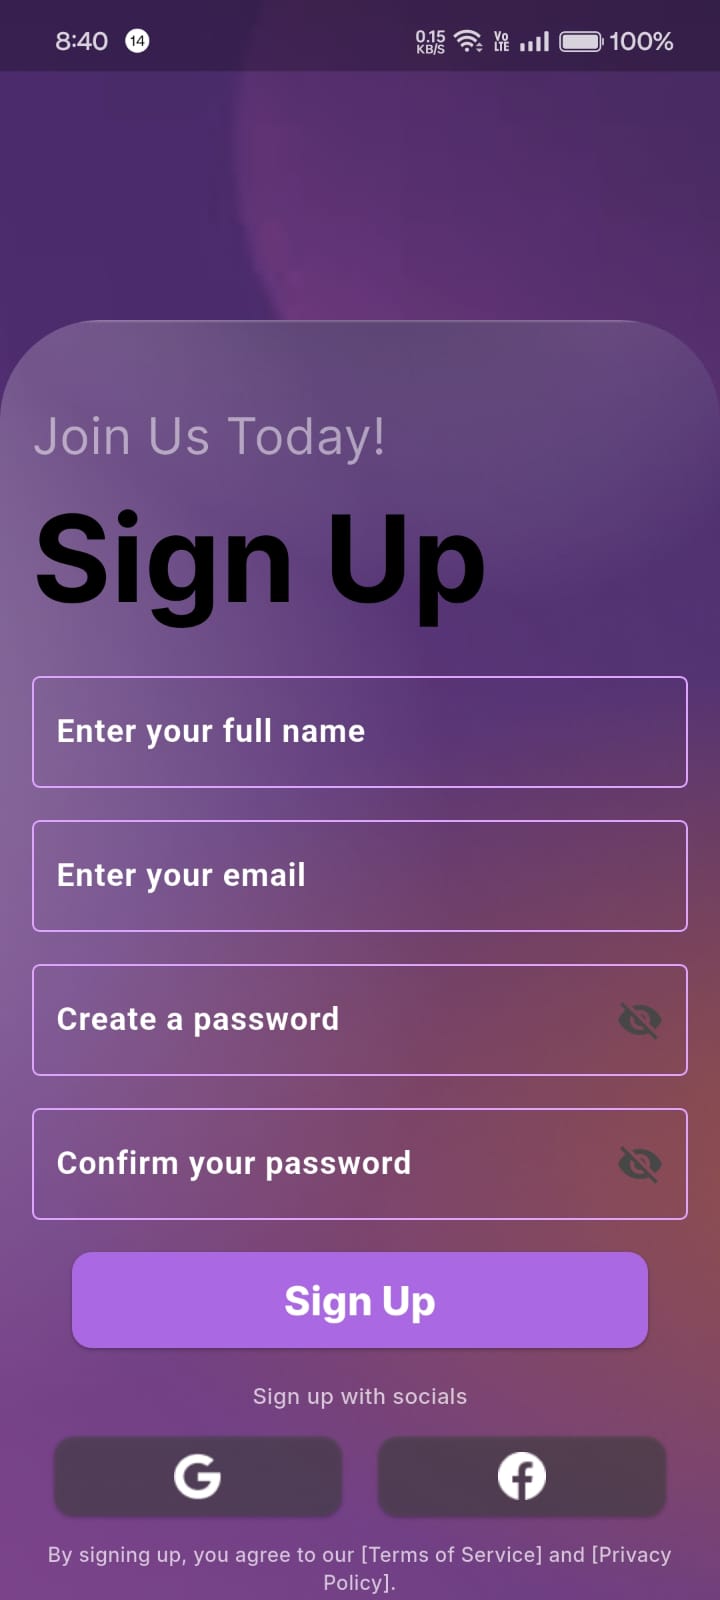 8:40 14 0.15 KB/S Vo LTE 100%
Join Us Today!
Sign Up
Enter your full name
Enter your email
Create a password
Confirm your password
Sign Up
Sign up with socials
G f
By signing up, you agree to our [Terms of Service] and [Privacy
Policy].